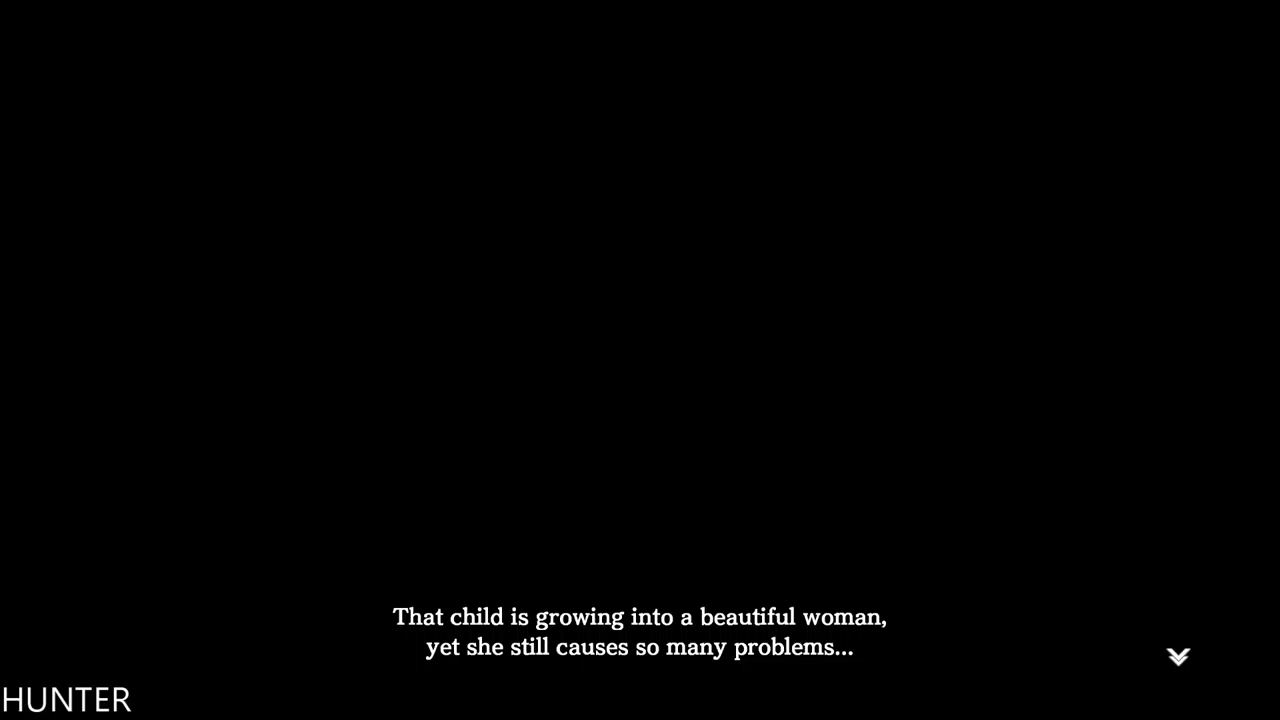 That child is growing into a beautiful woman,
yet she still causes so many problems...
HUNTER